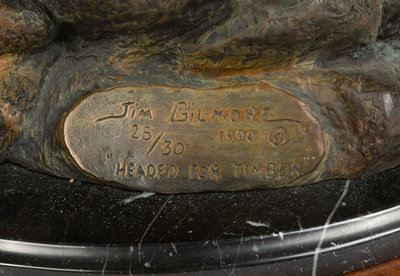 Jim Gilmore
25/30 1990 ©
"HEADED FOR TIMBER"